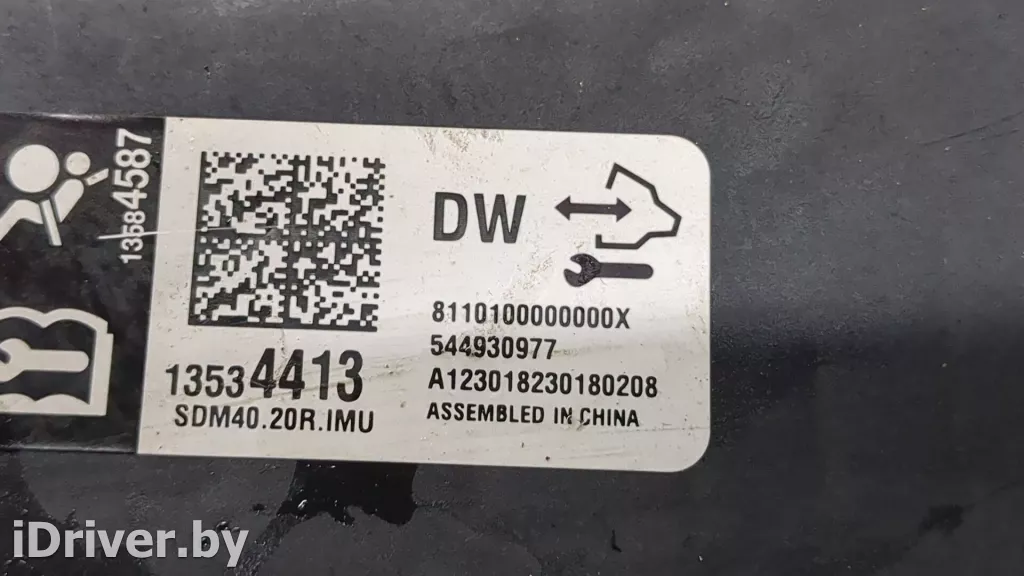 13584587
DW
8110100000000X
544930977
A123018230180208
ASSEMBLED IN CHINA
13534413
SDM40.20R.IMU
iDriver.by